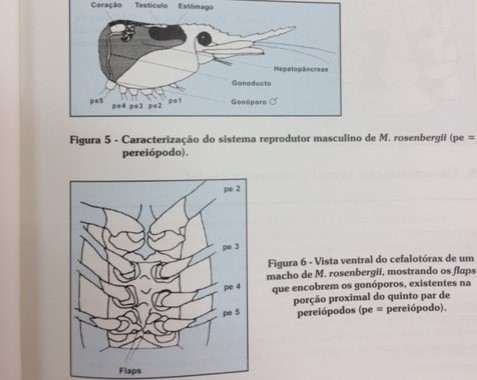 Coração Testículo Estômago
Hepatopâncreas
Gonoducto
Gonóporo ♂
pe5 pe4 pe3 pe2 pe1
Figura 5 - Caracterização do sistema reprodutor masculino de M. rosenbergii (pe =
pereiópodo).
pe 2
pe 3
pe 4
pe 5
Flaps
Figura 6 - Vista ventral do cefalotórax de um
macho de M. rosenbergii, mostrando os flaps
que encobrem os gonóporos, existentes na
porção proximal do quinto par de
pereiópodos (pe = pereiópodo).